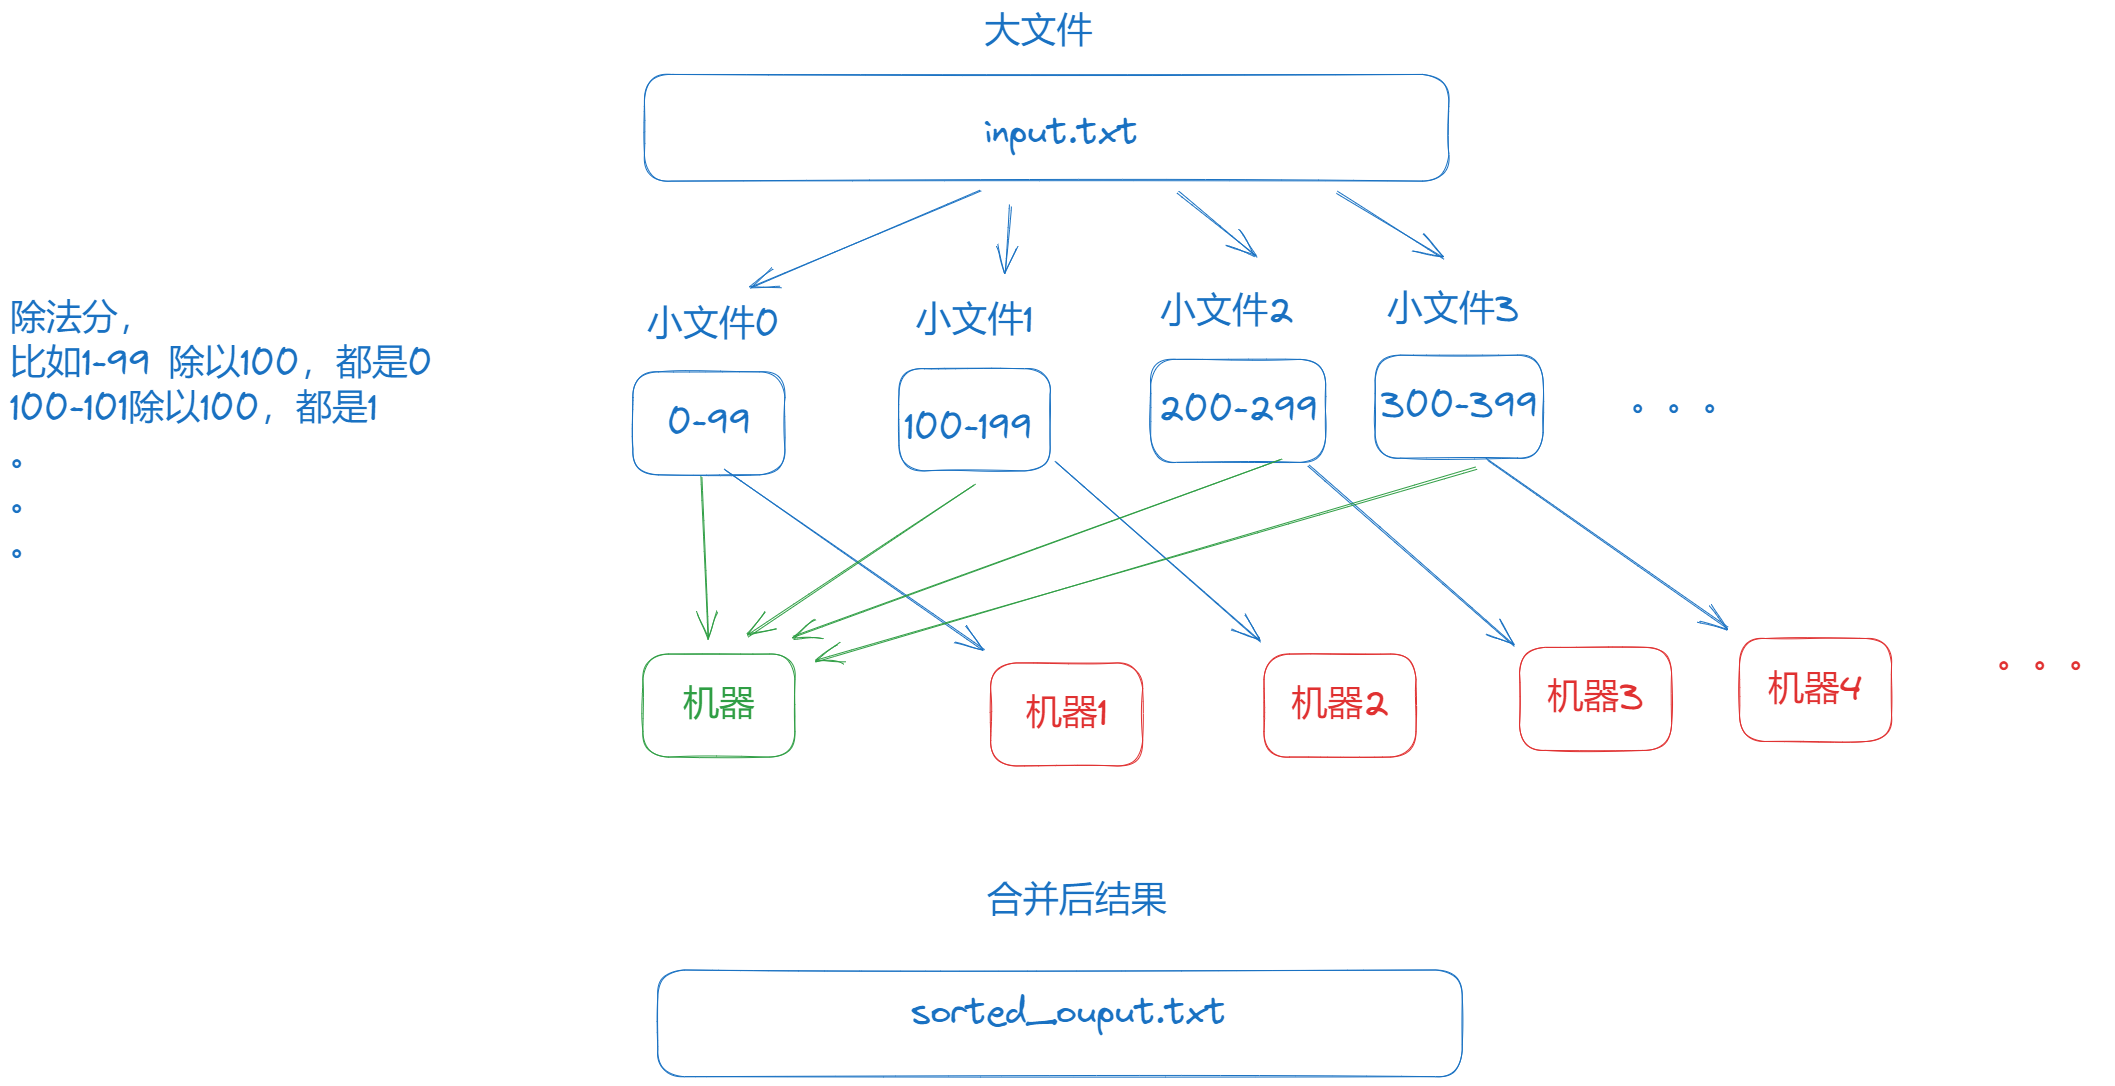 大文件
input.txt
小文件0
小文件1
小文件2
小文件3
除法分，
比如1-99 除以100，都是0
100-101除以100，都是1
。
。
。
0-99
100-199
200-299
300-399
。。。
机器
机器1
机器2
机器3
机器4
。。。
合并后结果
sorted_ouput.txt